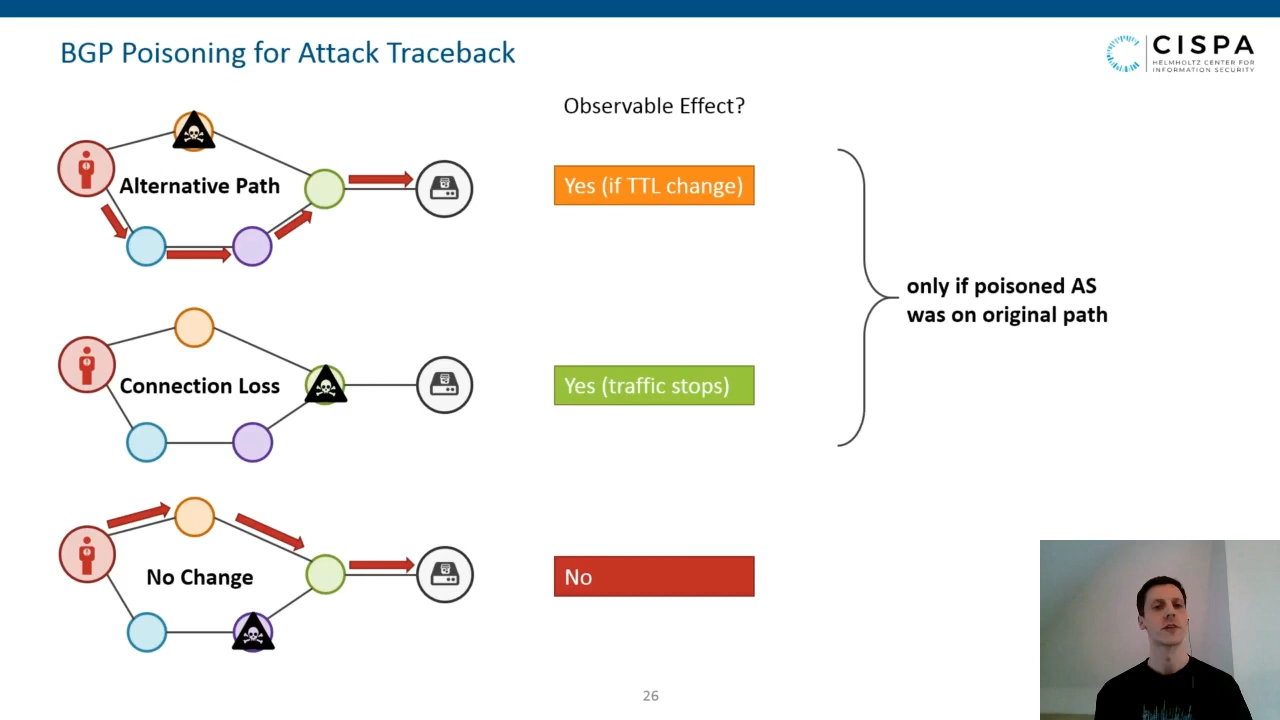 BGP Poisoning for Attack Traceback
CISPA
HELMHOLTZ CENTER FOR
INFORMATION SECURITY
Observable Effect?
Alternative Path
Yes (if TTL change)
only if poisoned AS
was on original path
Connection Loss
Yes (traffic stops)
No Change
No
26